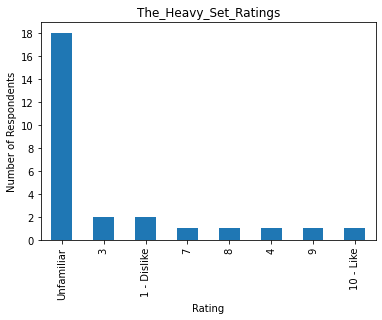 The_Heavy_Set_Ratings
Number of Respondents
18
16
14
12
10
8
6
4
2
0
Unfamiliar
3
1 - Dislike
7
8
4
9
10 - Like
Rating